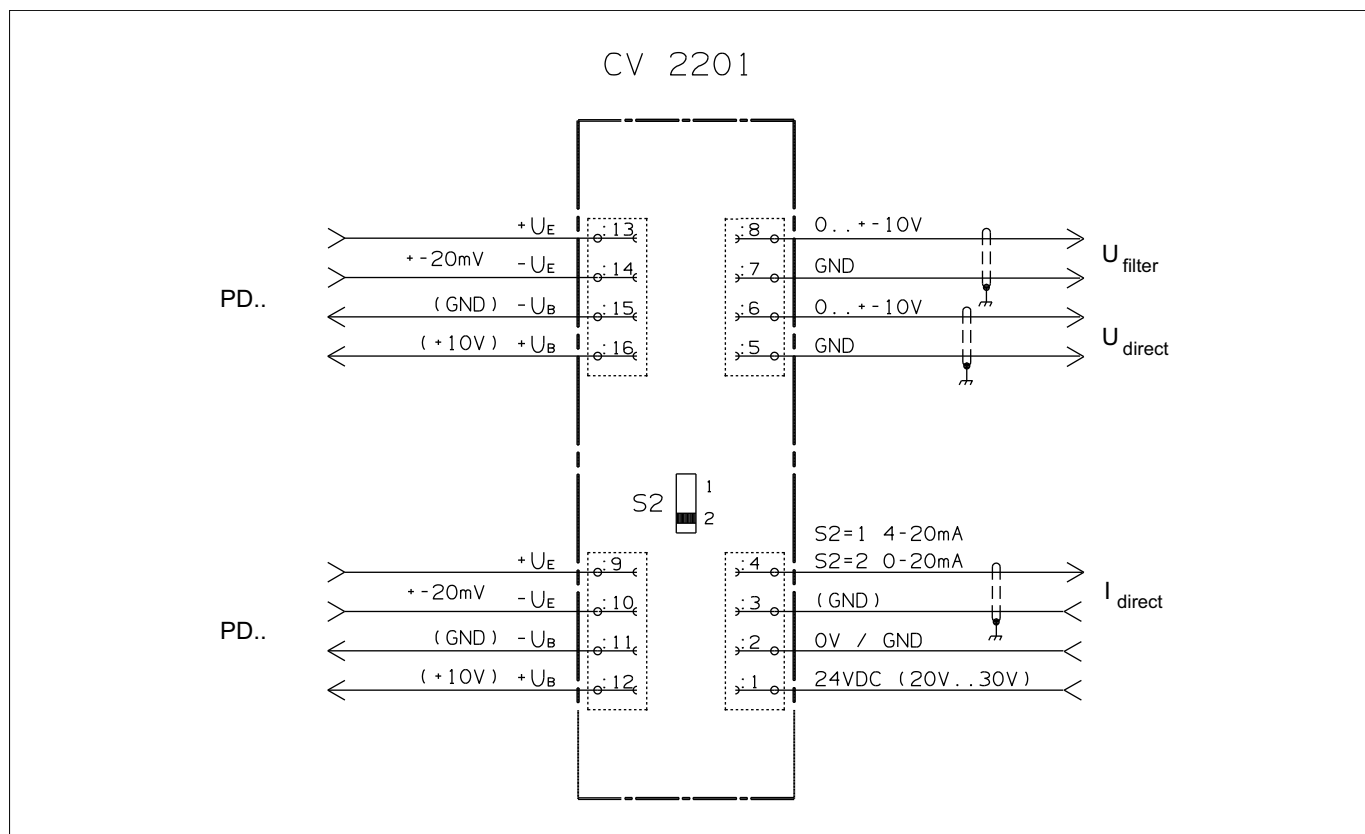 CV 2201
+UE :13 :8 0..+-10V
+-20mV -UE :14 :7 GND
U filter
PD..
(GND) -UB :15 :6 0..+-10V
(+10V) +UB :16 :5 GND
U direct
S2 1
2
S2=1 4-20mA
+UE :9 :4 S2=2 0-20mA
+-20mV -UE :10 :3 (GND)
I direct
PD..
(GND) -UB :11 :2 0V / GND
(+10V) +UB :12 :1 24VDC (20V..30V)